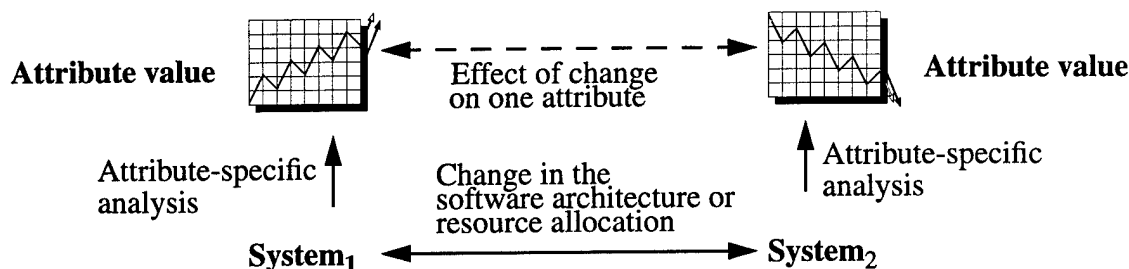 Attribute value
Effect of change
on one attribute
Attribute value
Attribute-specific
analysis
Change in the
software architecture or
resource allocation
Attribute-specific
analysis
System₁
System₂